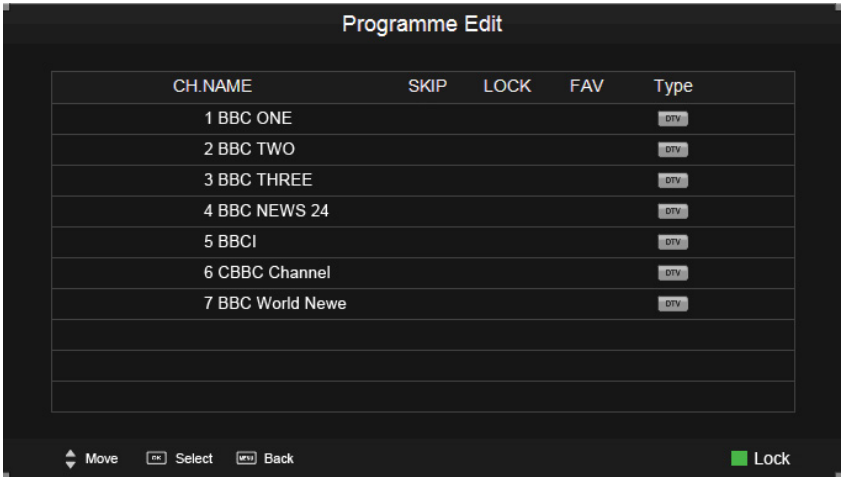 Programme Edit
CH.NAME SKIP LOCK FAV Type
1 BBC ONE DTV
2 BBC TWO DTV
3 BBC THREE DTV
4 BBC NEWS 24 DTV
5 BBCI DTV
6 CBBC Channel DTV
7 BBC World Newe DTV
Move OK Select MENU Back Lock